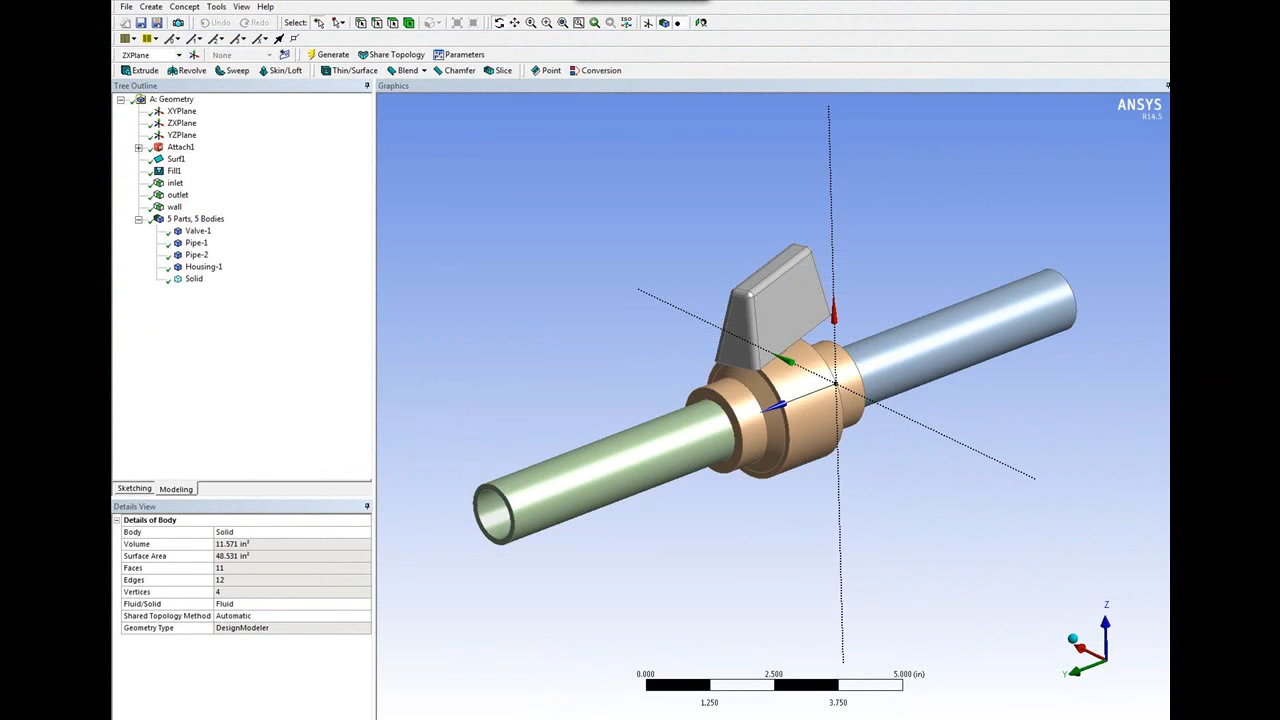 File Create Concept Tools View Help
Undo Redo Select: ISO
ZXPlane None Generate Share Topology Parameters
Extrude Revolve Sweep Skin/Loft Thin/Surface Blend Chamfer Slice Point Conversion
Tree Outline
Graphics
A: Geometry
XYPlane
ZXPlane
YZPlane
Attach1
Surf1
Fill1
inlet
outlet
wall
5 Parts, 5 Bodies
Valve-1
Pipe-1
Pipe-2
Housing-1
Solid
ANSYS
R14.5
Sketching Modeling
Details View
Details of Body
Body Solid
Volume 11.571 in³
Surface Area 48.531 in²
Faces 11
Edges 12
Vertices 4
Fluid/Solid Fluid
Shared Topology Method Automatic
Geometry Type DesignModeler
0.000 2.500 5.000 (in)
1.250 3.750
Z
Y